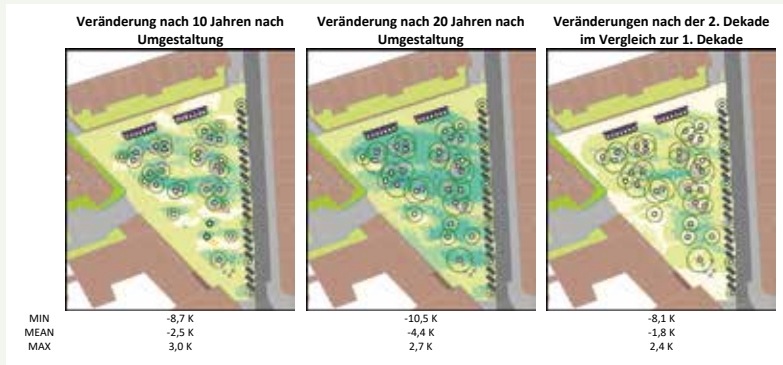 Veränderung nach 10 Jahren nach
Umgestaltung
Veränderung nach 20 Jahren nach
Umgestaltung
Veränderungen nach der 2. Dekade
im Vergleich zur 1. Dekade
MIN -8,7 K -10,5 K -8,1 K
MEAN -2,5 K -4,4 K -1,8 K
MAX 3,0 K 2,7 K 2,4 K